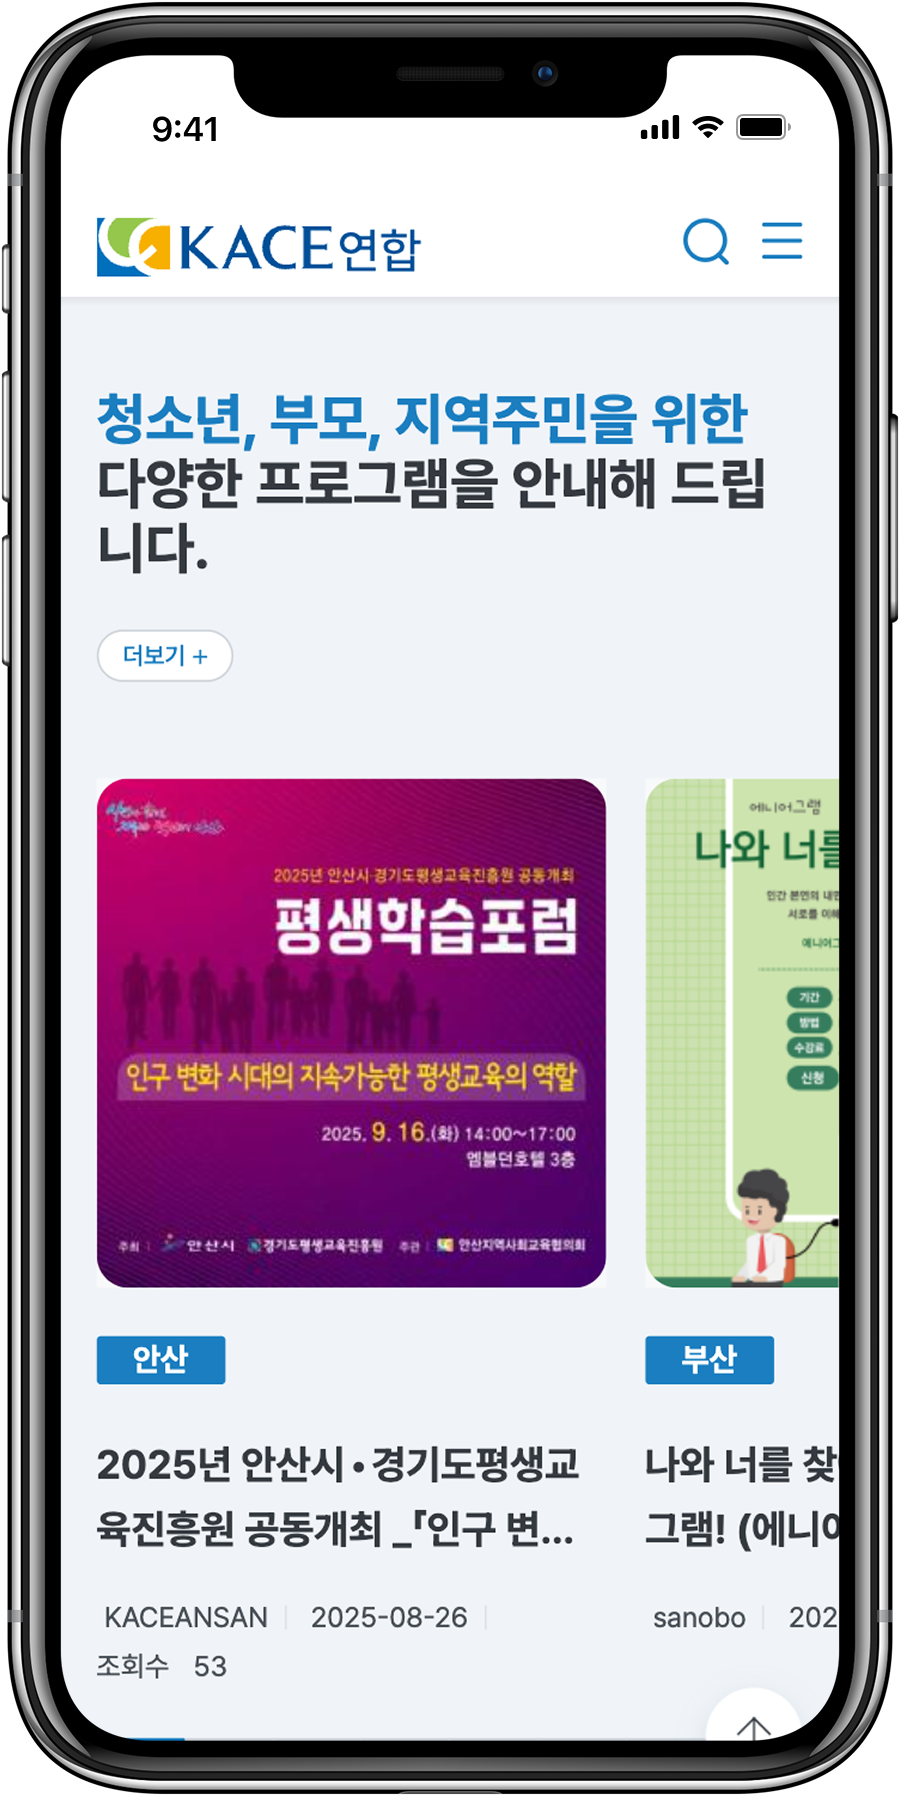 9:41
KACE연합
청소년, 부모, 지역주민을 위한
다양한 프로그램을 안내해 드립
니다.
더보기 +
2025년 안산시·경기도평생교육진흥원 공동개최
평생학습포럼
인구 변화 시대의 지속가능한 평생교육의 역할
2025. 9. 16.(화) 14:00~17:00
엠블던호텔 3층
주최 : 안산시 경기도평생교육진흥원 주관 : 안산지역사회교육협의회
에니어그램
나와 너를
인간 본연의 내면
서로를 이해
에니어그
기간
방법
수강료
신청
안산
부산
2025년 안산시•경기도평생교
육진흥원 공동개최 _「인구 변...
나와 너를 찾
그램! (에니어
KACEANSAN 2025-08-26
조회수 53
sanobo 202